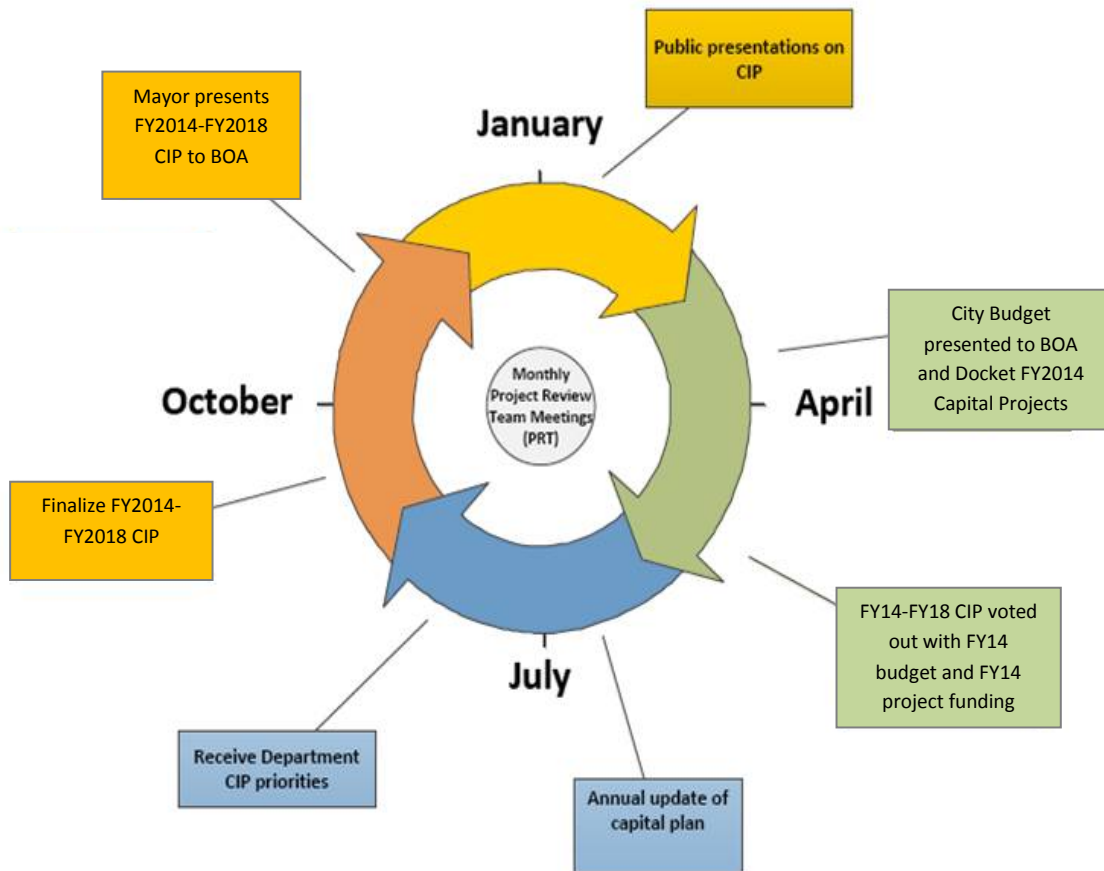 Public presentations on
CIP
Mayor presents
FY2014-FY2018
CIP to BOA
January
City Budget
presented to BOA
and Docket FY2014
Capital Projects
Monthly
Project Review
Team Meetings
(PRT)
October
April
Finalize FY2014-
FY2018 CIP
FY14-FY18 CIP voted
out with FY14
budget and FY14
project funding
July
Receive Department
CIP priorities
Annual update of
capital plan